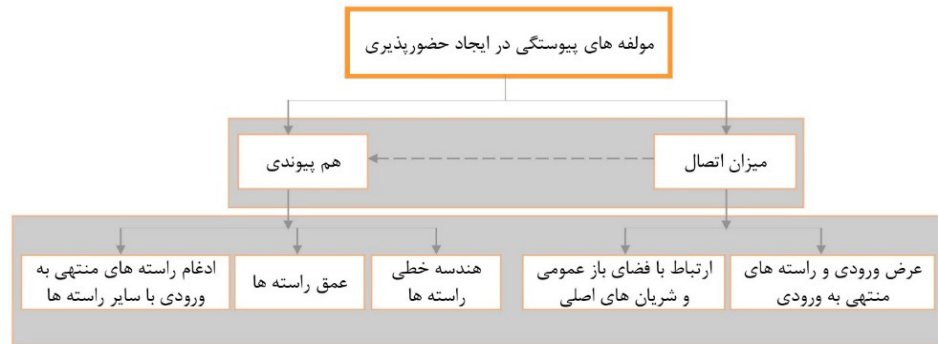 مولفه های پیوستگی در ایجاد حضورپذیری
میزان اتصال
هم پیوندی
عرض ورودی و راسته های
منتهی به ورودی
ارتباط با فضای باز عمومی
و شریان های اصلی
هندسه خطی
راسته ها
عمق راسته ها
ادغام راسته های منتهی به
ورودی با سایر راسته ها